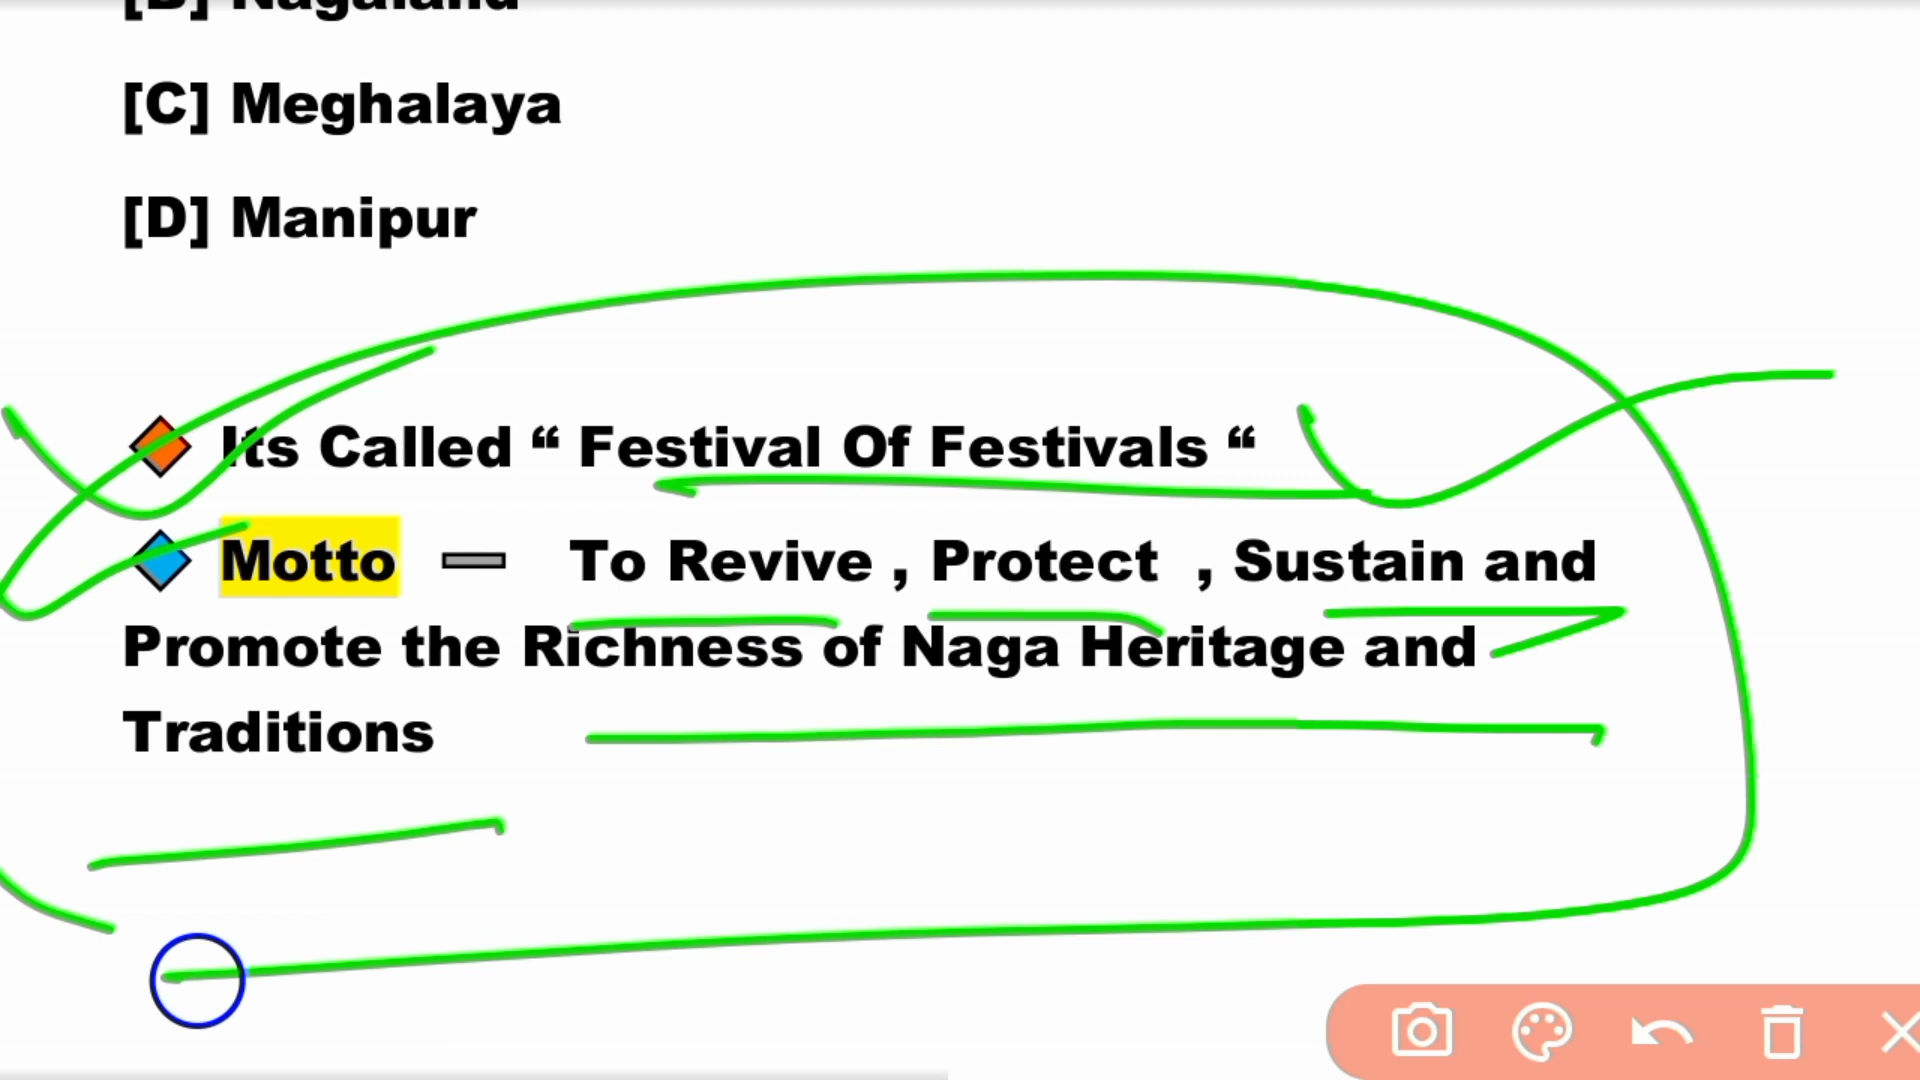 [B] Nagaland
[C] Meghalaya
[D] Manipur
Its Called “ Festival Of Festivals “
Motto — To Revive , Protect , Sustain and
Promote the Richness of Naga Heritage and
Traditions